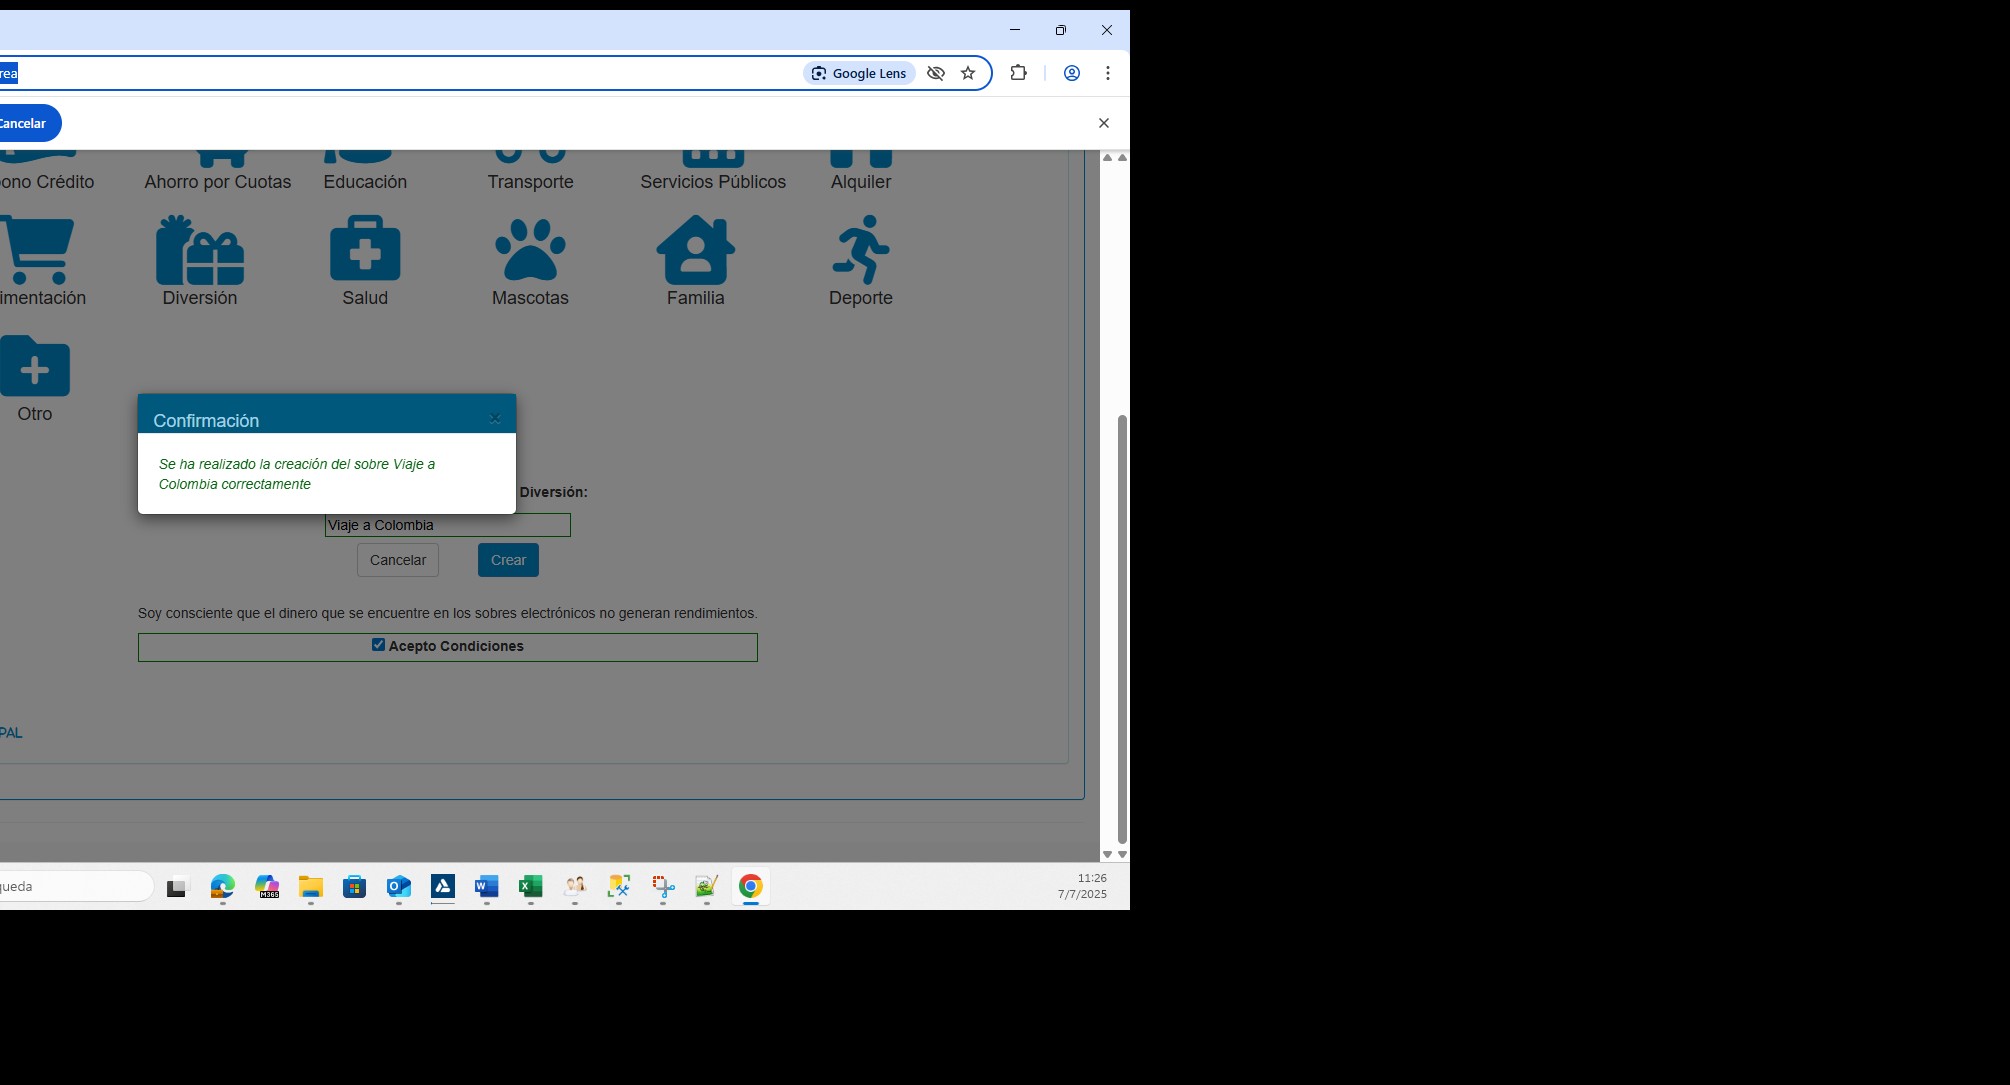 rea
Google Lens
Cancelar
ono Crédito
Ahorro por Cuotas
Educación
Transporte
Servicios Públicos
Alquiler
imentación
Diversión
Salud
Mascotas
Familia
Deporte
Otro
Confirmación
Se ha realizado la creación del sobre Viaje a
Colombia correctamente
Diversión:
Viaje a Colombia
Cancelar
Crear
Soy consciente que el dinero que se encuentre en los sobres electrónicos no generan rendimientos.
Acepto Condiciones
PAL
queda
M365
11:26
7/7/2025